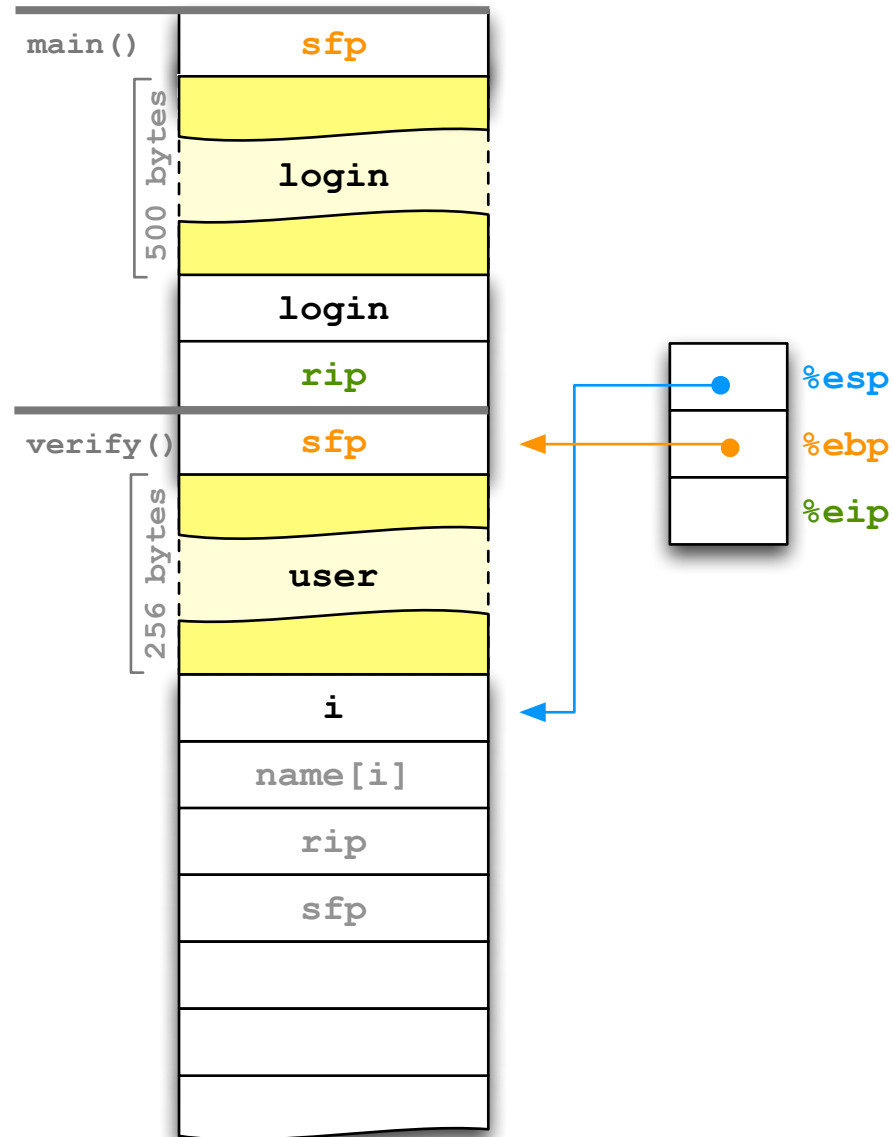 main()
sfp
500 bytes
login
login
rip
verify()
sfp
256 bytes
user
i
name[i]
rip
sfp
%esp
%ebp
%eip